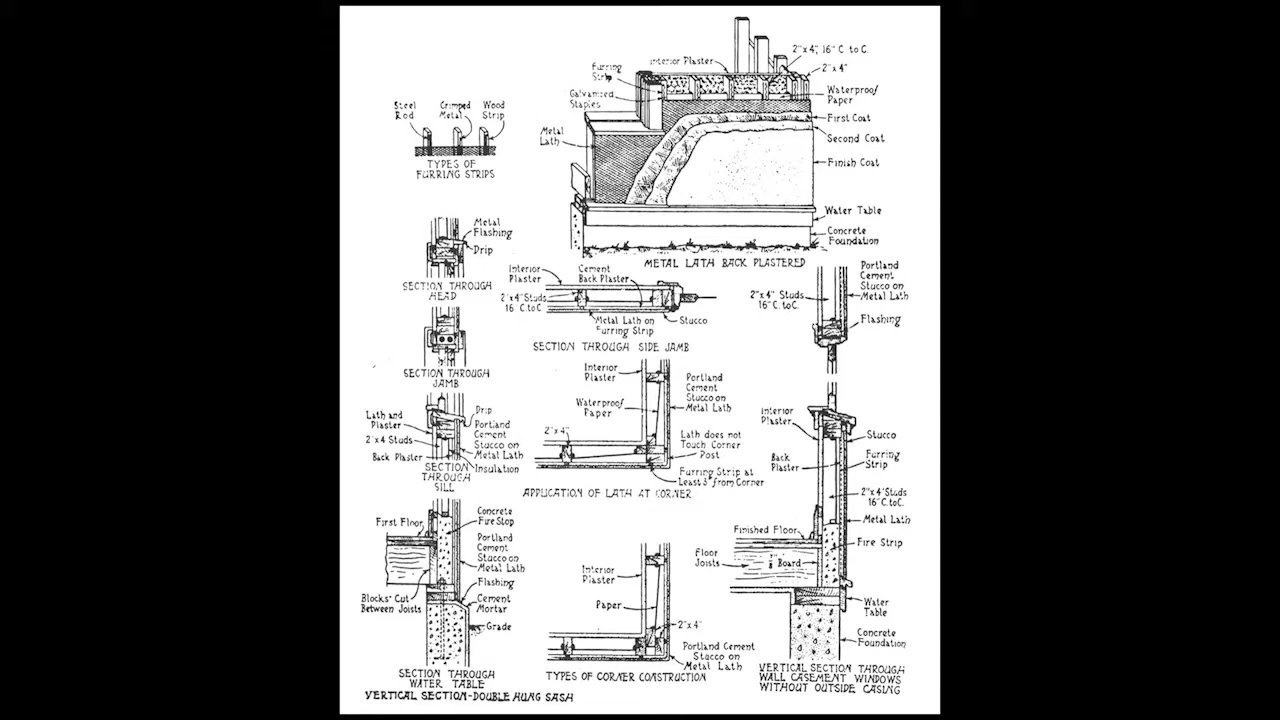 Steel
Rod
Crimped
Metal
Wood
Strip
TYPES OF
FURRING STRIPS
Furring
Strip
Interior Plaster
2"x4", 16" C. to C.
2"x4"
Galvanized
Staples
Waterproof
Paper
Metal
Lath
First Coat
Second Coat
Finish Coat
Water Table
Concrete
Foundation
METAL LATH BACK PLASTERED
Metal
Flashing
Drip
SECTION THROUGH
HEAD
SECTION THROUGH
JAMB
Interior
Plaster
Cement
Back Plaster
2"x4" Studs
16" C. to C.
Metal Lath on
Furring Strip
Stucco
SECTION THROUGH SIDE JAMB
Portland
Cement
Stucco on
Metal Lath
2"x4" Studs
16" C. to C.
Flashing
Lath and
Plaster
2"x4 Studs
Back Plaster
Drip
Portland
Cement
Stucco on
Metal Lath
Insulation
SECTION
THROUGH
SILL
Interior
Plaster
Waterproof
Paper
2"x4"
Portland
Cement
Stucco on
Metal Lath
Lath does not
Touch Corner
Post
Furring Strip at
Least 3" from Corner
APPLICATION OF LATH AT CORNER
Interior
Plaster
Back
Plaster
Stucco
Furring
Strip
2"x4" Studs
16" C. to C.
Metal Lath
Fire Strip
Finished Floor
Floor
Joists
7/8" Board
Water
Table
Concrete
Foundation
VERTICAL SECTION THROUGH
WALL CASEMENT WINDOWS
WITHOUT OUTSIDE CASING
First Floor
Concrete
Fire Stop
Portland
Cement
Stucco on
Metal Lath
Flashing
Blocks Cut
Between Joists
Cement
Mortar
Grade
SECTION THROUGH
WATER TABLE
VERTICAL SECTION-DOUBLE HUNG SASH
Interior
Plaster
Paper
2"x4"
Portland Cement
Stucco on
Metal Lath
TYPES OF CORNER CONSTRUCTION